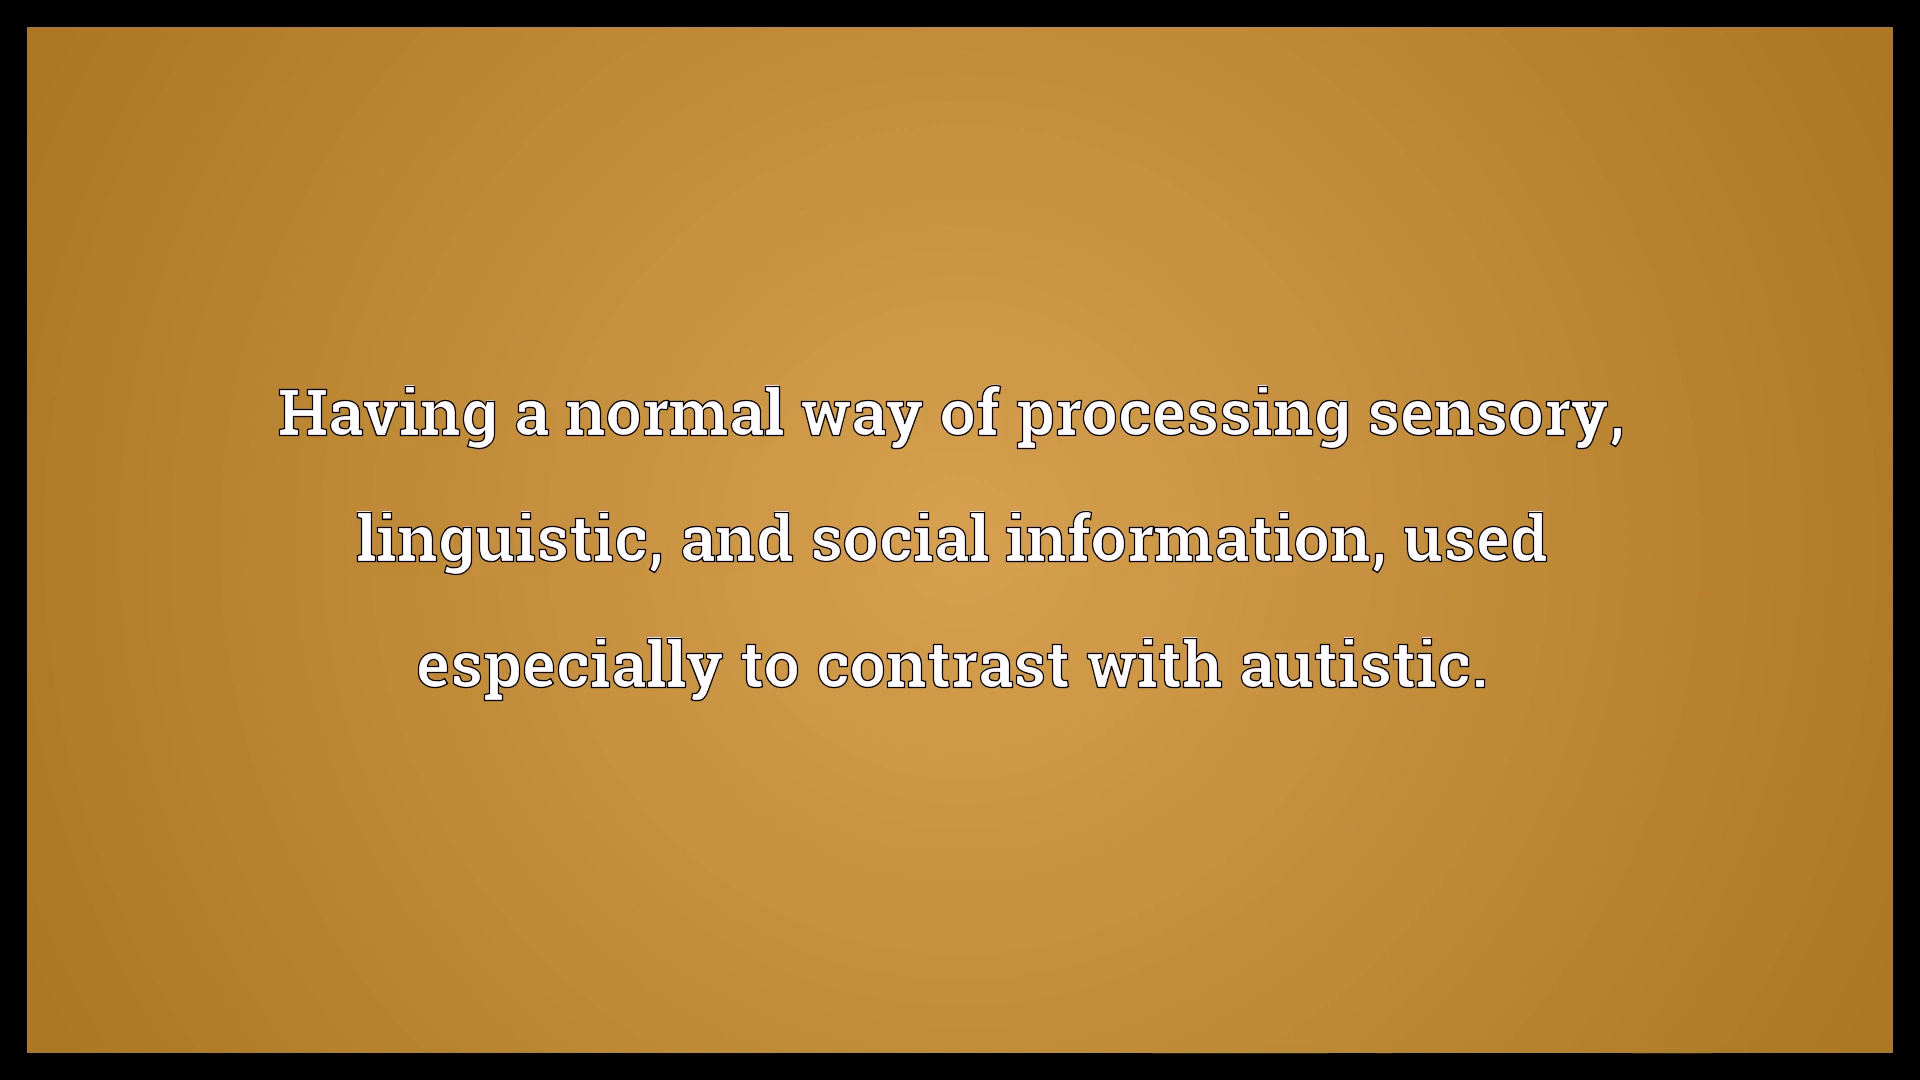 Having a normal way of processing sensory,
linguistic, and social information, used
especially to contrast with autistic.